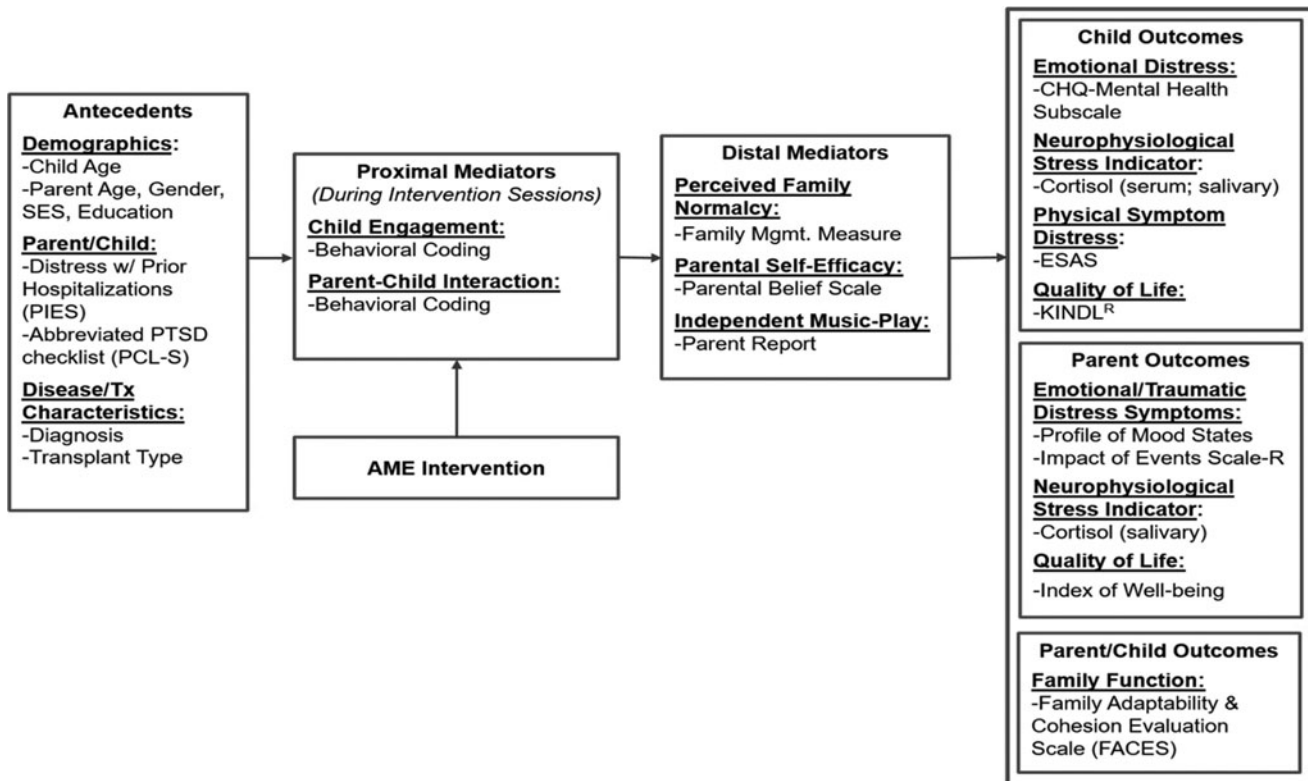 Antecedents
Demographics:
-Child Age
-Parent Age, Gender,
SES, Education
Parent/Child:
-Distress w/ Prior
Hospitalizations
(PIES)
-Abbreviated PTSD
checklist (PCL-S)
Disease/Tx
Characteristics:
-Diagnosis
-Transplant Type
Proximal Mediators
(During Intervention Sessions)
Child Engagement:
-Behavioral Coding
Parent-Child Interaction:
-Behavioral Coding
AME Intervention
Distal Mediators
Perceived Family
Normalcy:
-Family Mgmt. Measure
Parental Self-Efficacy:
-Parental Belief Scale
Independent Music-Play:
-Parent Report
Child Outcomes
Emotional Distress:
-CHQ-Mental Health
Subscale
Neurophysiological
Stress Indicator:
-Cortisol (serum; salivary)
Physical Symptom
Distress:
-ESAS
Quality of Life:
-KINDLᴿ
Parent Outcomes
Emotional/Traumatic
Distress Symptoms:
-Profile of Mood States
-Impact of Events Scale-R
Neurophysiological
Stress Indicator:
-Cortisol (salivary)
Quality of Life:
-Index of Well-being
Parent/Child Outcomes
Family Function:
-Family Adaptability &
Cohesion Evaluation
Scale (FACES)